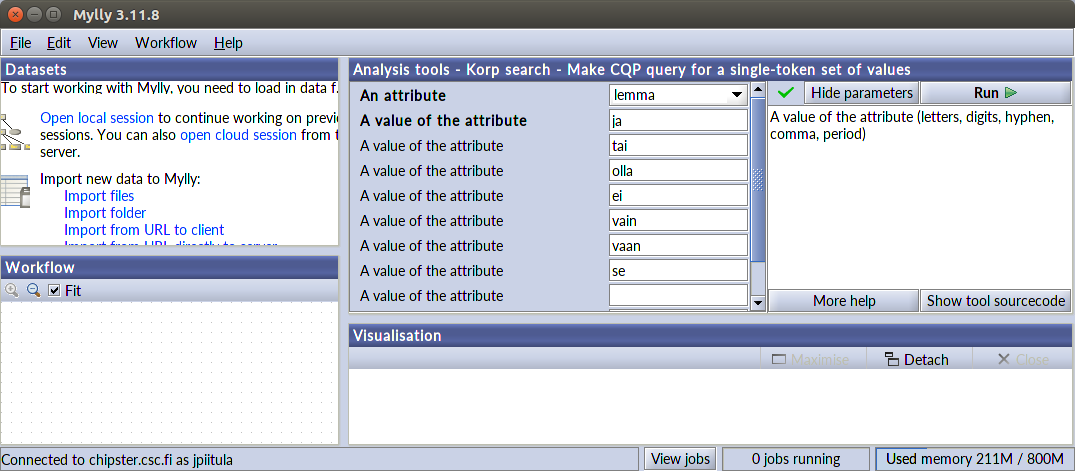 Mylly 3.11.8
File Edit View Workflow Help
Datasets
To start working with Mylly, you need to load in data f.
Open local session to continue working on previ
sessions. You can also open cloud session from t
server.
Import new data to Mylly:
Import files
Import folder
Import from URL to client
Import from URL directly to server
Workflow
Fit
Analysis tools - Korp search - Make CQP query for a single-token set of values
An attribute lemma
A value of the attribute ja
A value of the attribute tai
A value of the attribute olla
A value of the attribute ei
A value of the attribute vain
A value of the attribute vaan
A value of the attribute se
A value of the attribute
Hide parameters Run
A value of the attribute (letters, digits, hyphen,
comma, period)
More help Show tool sourcecode
Visualisation
Maximise Detach Close
Connected to chipster.csc.fi as jpiitula View jobs 0 jobs running Used memory 211M / 800M